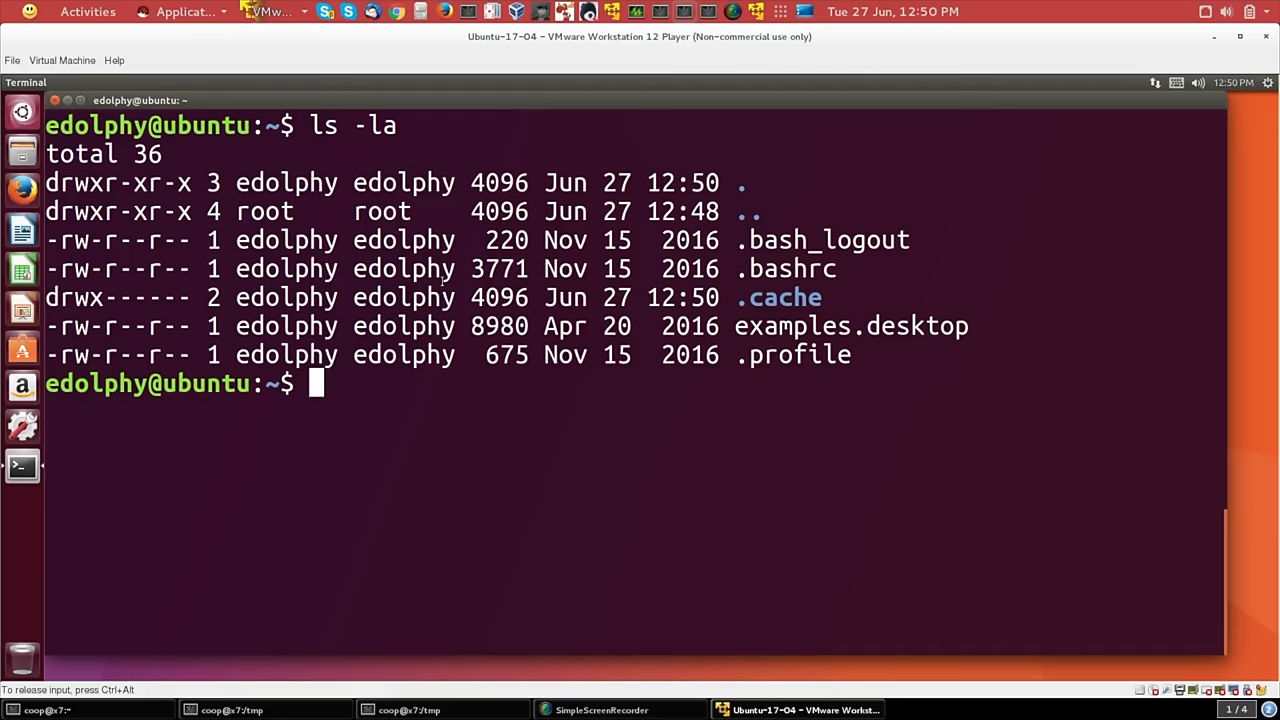 Activities Applicat... VMw... Tue 27 Jun, 12:50 PM
Ubuntu-17-04 - VMware Workstation 12 Player (Non-commercial use only)
File Virtual Machine Help
Terminal 12:50 PM
edolphy@ubuntu: ~
edolphy@ubuntu:~$ ls -la
total 36
drwxr-xr-x 3 edolphy edolphy 4096 Jun 27 12:50 .
drwxr-xr-x 4 root root 4096 Jun 27 12:48 ..
-rw-r--r-- 1 edolphy edolphy 220 Nov 15 2016 .bash_logout
-rw-r--r-- 1 edolphy edolphy 3771 Nov 15 2016 .bashrc
drwx------ 2 edolphy edolphy 4096 Jun 27 12:50 .cache
-rw-r--r-- 1 edolphy edolphy 8980 Apr 20 2016 examples.desktop
-rw-r--r-- 1 edolphy edolphy 675 Nov 15 2016 .profile
edolphy@ubuntu:~$
To release input, press Ctrl+Alt
coop@x7:~ coop@x7:/tmp coop@x7:/tmp SimpleScreenRecorder Ubuntu-17-04 - VMware Workst... 1 / 4 2